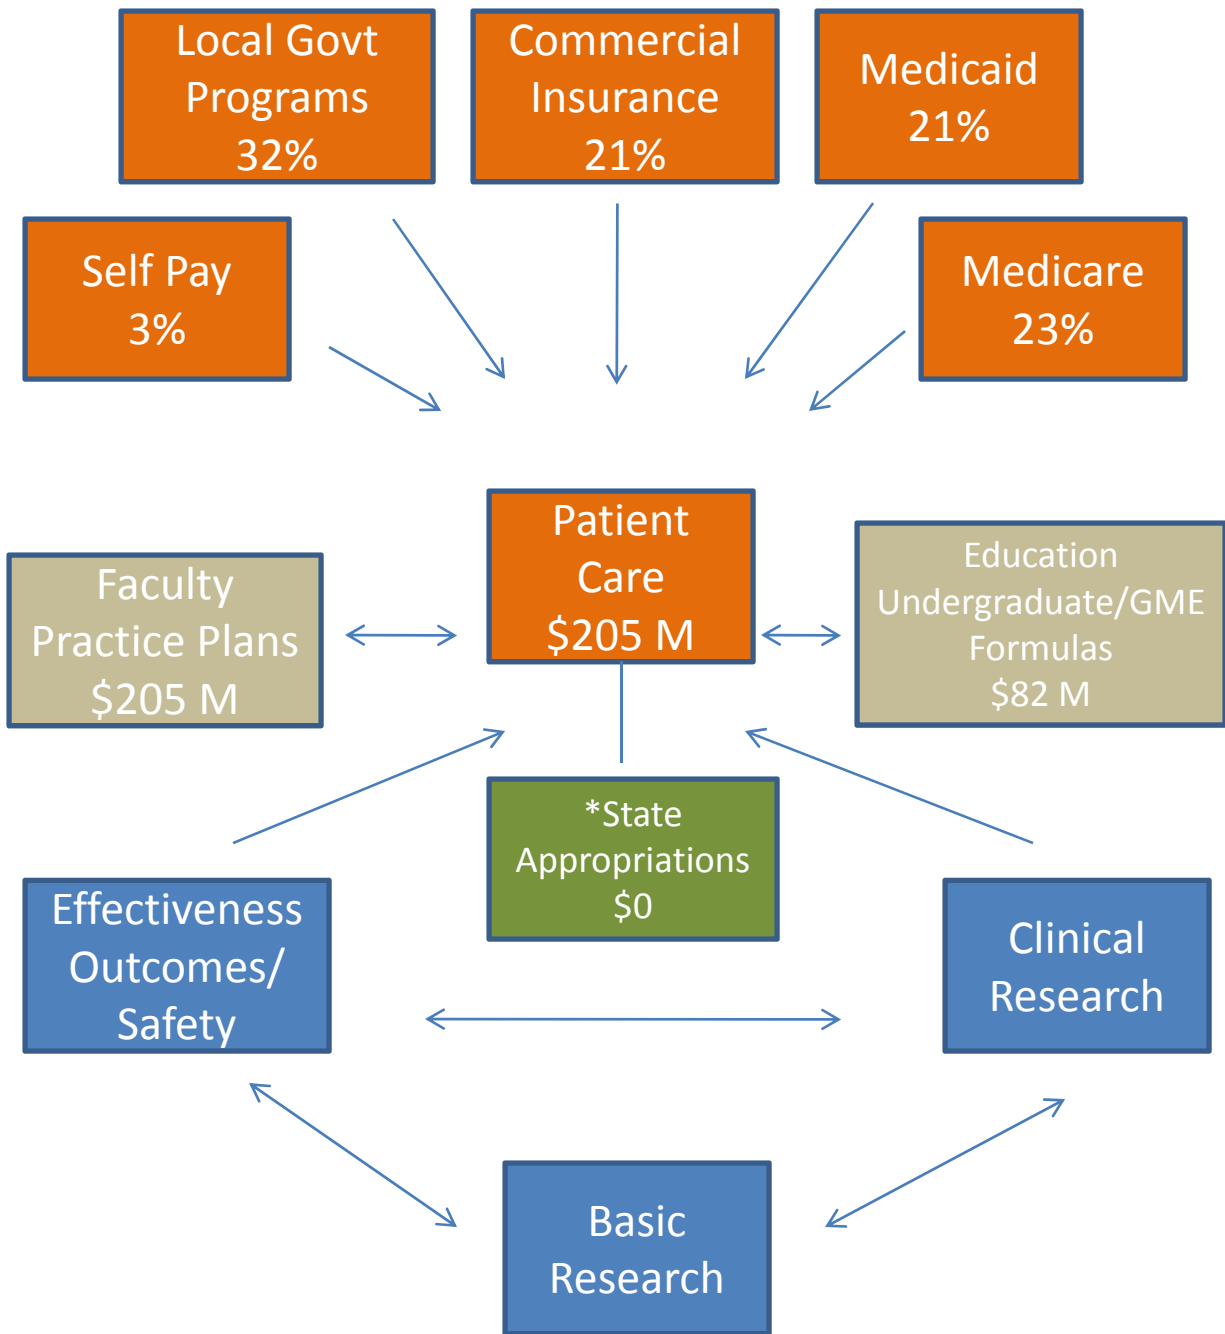 Local Govt
Programs
32%
Commercial
Insurance
21%
Medicaid
21%
Self Pay
3%
Medicare
23%
Patient
Care
$205 M
Faculty
Practice Plans
$205 M
Education
Undergraduate/GME
Formulas
$82 M
*State
Appropriations
$0
Effectiveness
Outcomes/
Safety
Clinical
Research
Basic
Research